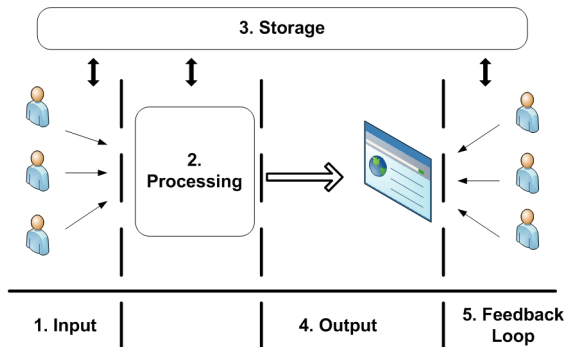 3. Storage
2.
Processing
1. Input
4. Output
5. Feedback
Loop